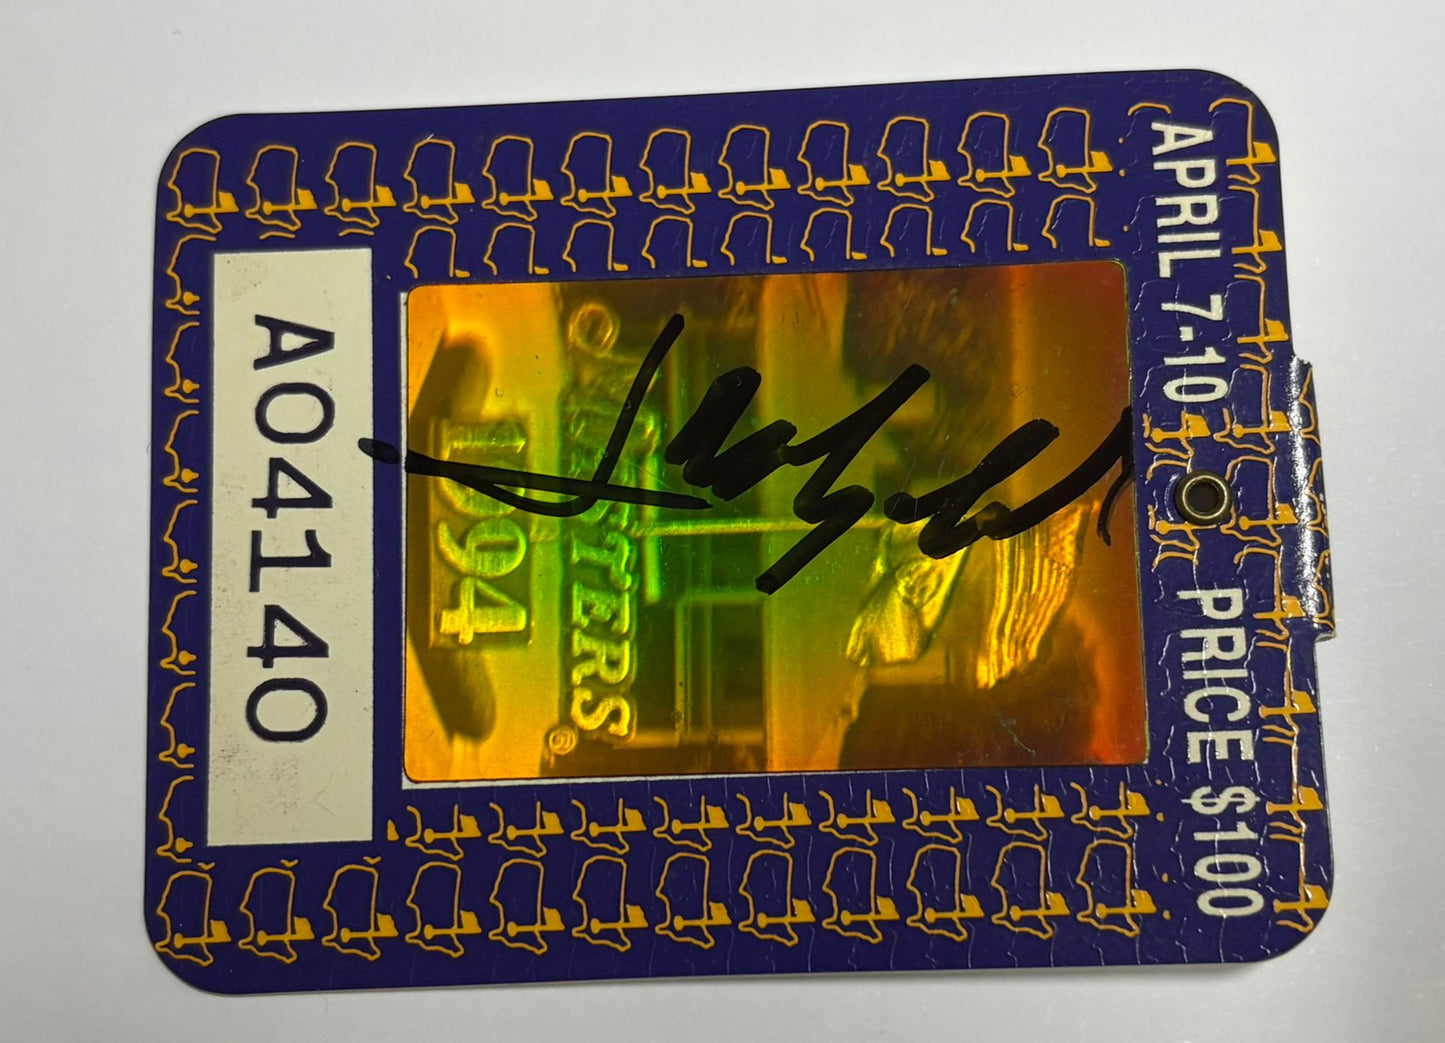 APRIL 7-10 PRICE $100
MASTERS®
1994
A04140